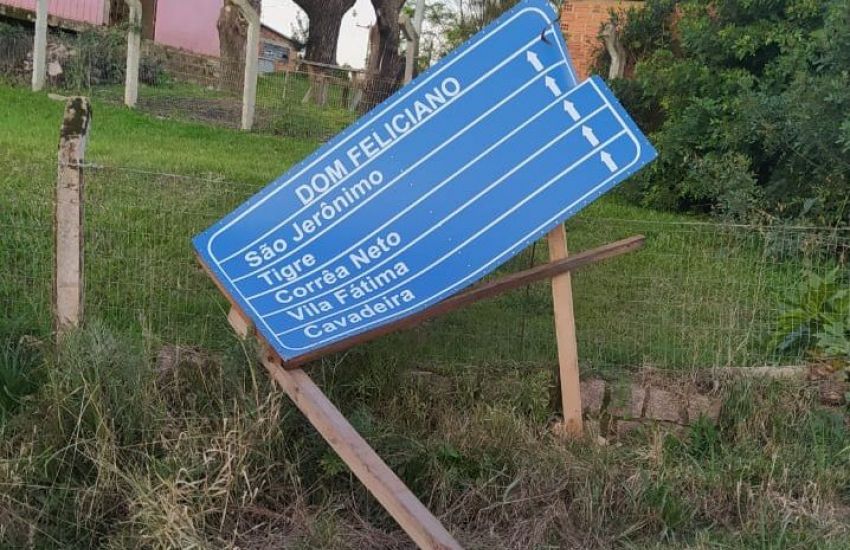 DOM FELICIANO
São Jerônimo
Tigre
Corrêa Neto
Vila Fátima
Cavadeira